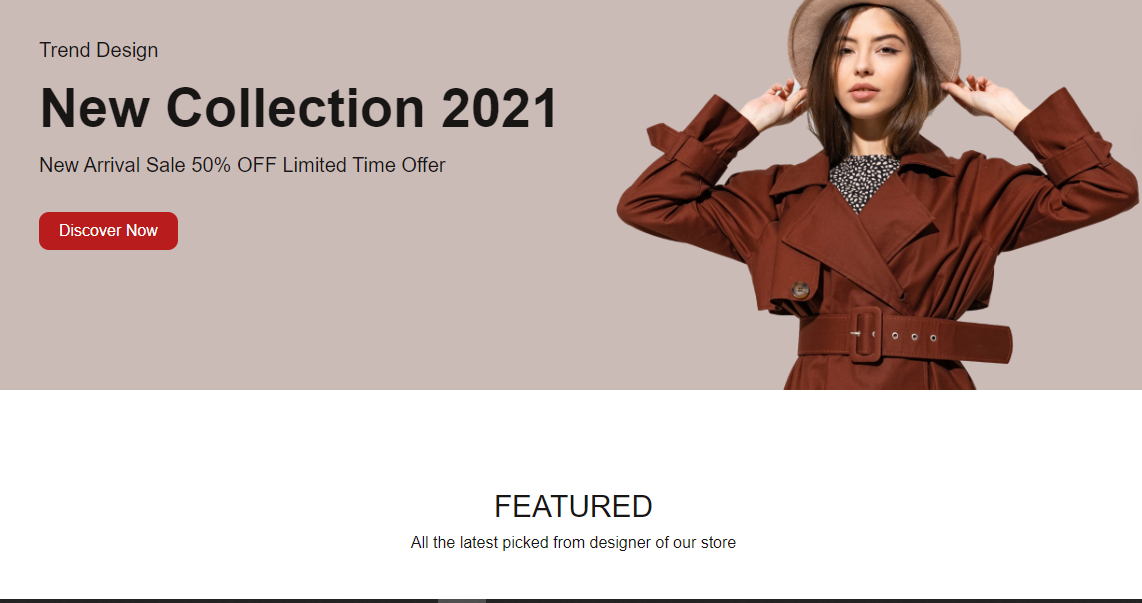 Trend Design
New Collection 2021
New Arrival Sale 50% OFF Limited Time Offer
Discover Now
FEATURED
All the latest picked from designer of our store